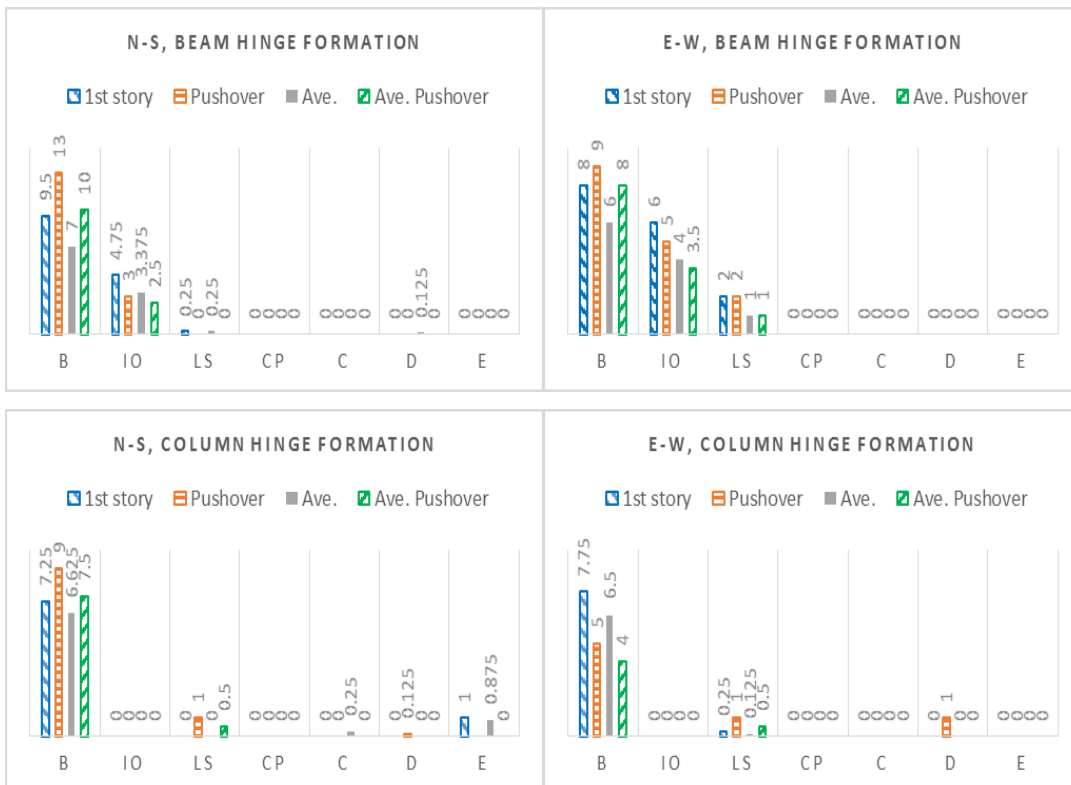 N-S, BEAM HINGE FORMATION
1st story Pushover Ave. Ave. Pushover
9.5 13 7 10 4.75 3 3.375 2.5 0.25 0 0.25 0 0 0 0 0 0 0 0 0 0 0 0.125 0 0 0 0 0
B IO LS CP C D E
E-W, BEAM HINGE FORMATION
1st story Pushover Ave. Ave. Pushover
8 9 6 8 6 5 4 3.5 2 2 1 1 0 0 0 0 0 0 0 0 0 0 0 0 0 0 0 0
B IO LS CP C D E
N-S, COLUMN HINGE FORMATION
1st story Pushover Ave. Ave. Pushover
7.25 9 6.625 7.5 0 0 0 0 0 1 0 0.5 0 0 0 0 0 0 0.25 0 0 0.125 0 0 1 0 0.875 0
B IO LS CP C D E
E-W, COLUMN HINGE FORMATION
1st story Pushover Ave. Ave. Pushover
7.75 5 6.5 4 0 0 0 0 0.25 1 0.125 0.5 0 0 0 0 0 0 0 0 0 1 0 0 0 0 0 0
B IO LS CP C D E